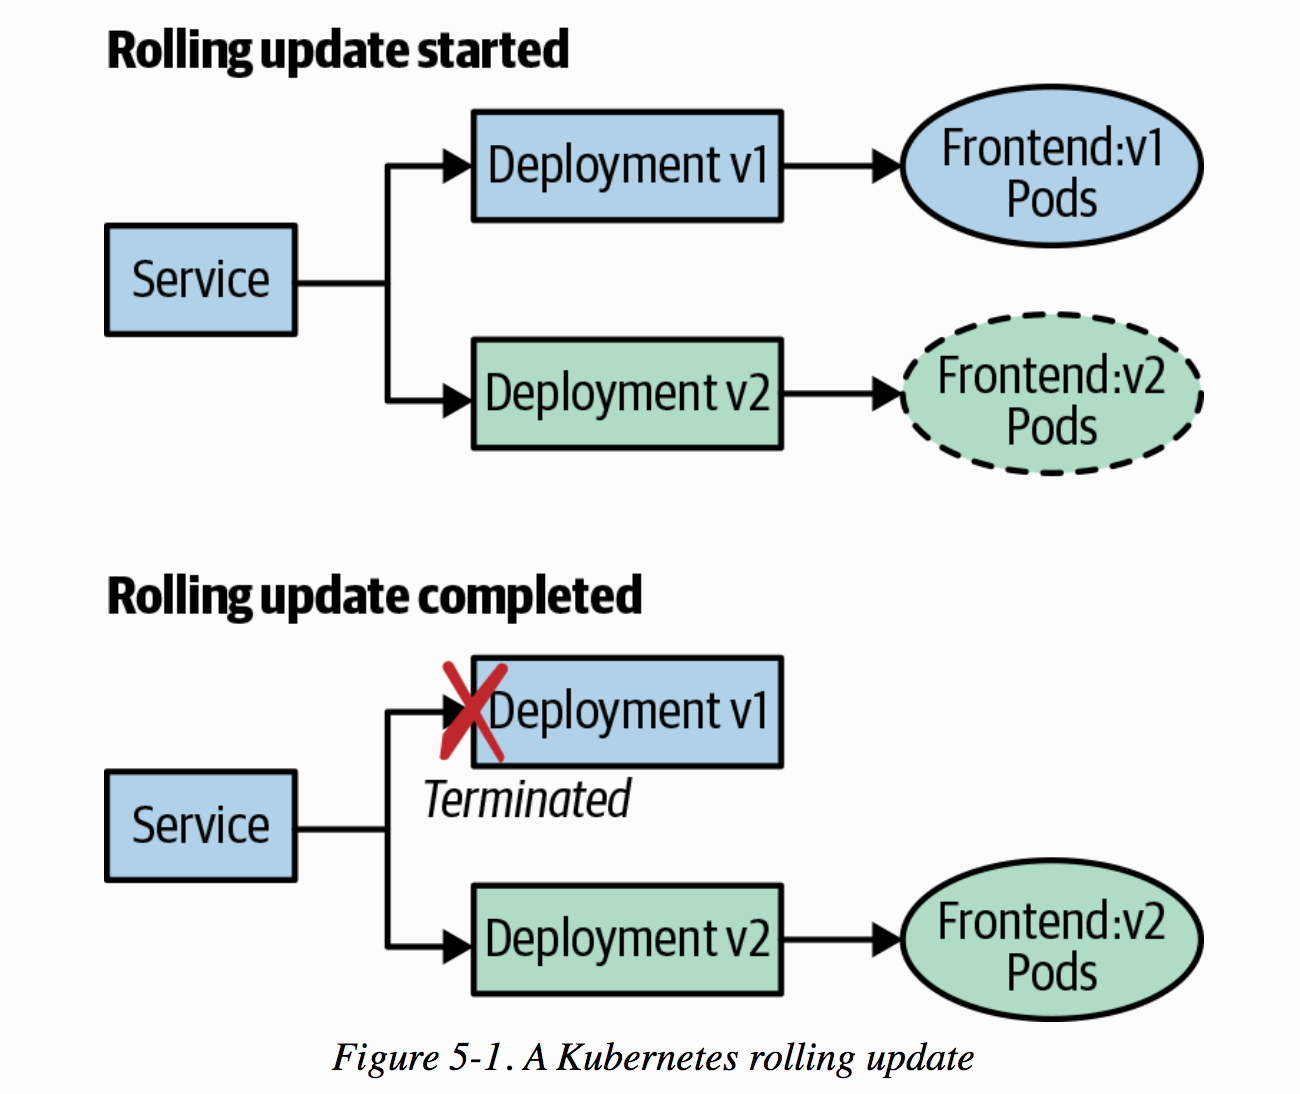 Rolling update started
Deployment v1
Frontend:v1
Pods
Service
Deployment v2
Frontend:v2
Pods
Rolling update completed
Deployment v1
Terminated
Service
Deployment v2
Frontend:v2
Pods
Figure 5-1. A Kubernetes rolling update